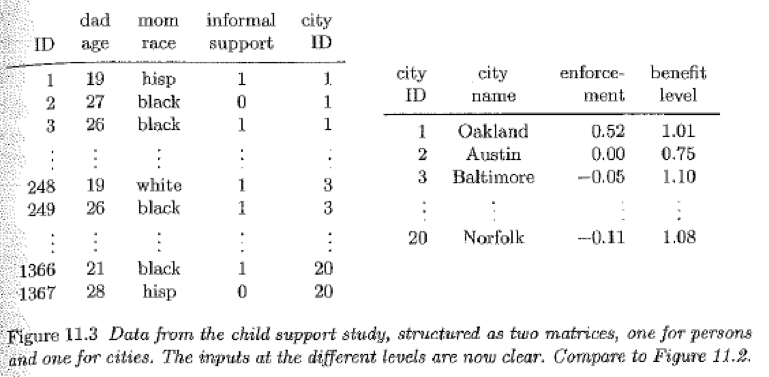 dad mom informal city
ID age race support ID
1 19 hisp 1 1
2 27 black 0 1
3 26 black 1 1
⋮ ⋮ ⋮ ⋮ ⋮
248 19 white 1 3
249 26 black 1 3
⋮ ⋮ ⋮ ⋮ ⋮
1366 21 black 1 20
1367 28 hisp 0 20
city city enforce- benefit
ID name ment level
1 Oakland 0.52 1.01
2 Austin 0.00 0.75
3 Baltimore −0.05 1.10
⋮ ⋮ ⋮ ⋮
20 Norfolk −0.11 1.08
Figure 11.3 Data from the child support study, structured as two matrices, one for persons
and one for cities. The inputs at the different levels are now clear. Compare to Figure 11.2.